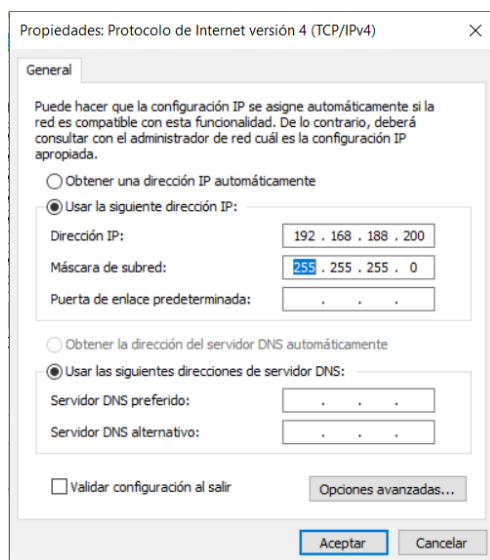 Propiedades: Protocolo de Internet versión 4 (TCP/IPv4)
General
Puede hacer que la configuración IP se asigne automáticamente si la
red es compatible con esta funcionalidad. De lo contrario, deberá
consultar con el administrador de red cuál es la configuración IP
apropiada.
Obtener una dirección IP automáticamente
Usar la siguiente dirección IP:
Dirección IP: 192 . 168 . 188 . 200
Máscara de subred: 255 . 255 . 255 . 0
Puerta de enlace predeterminada: . . .
Obtener la dirección del servidor DNS automáticamente
Usar las siguientes direcciones de servidor DNS:
Servidor DNS preferido: . . .
Servidor DNS alternativo: . . .
Validar configuración al salir Opciones avanzadas...
Aceptar Cancelar